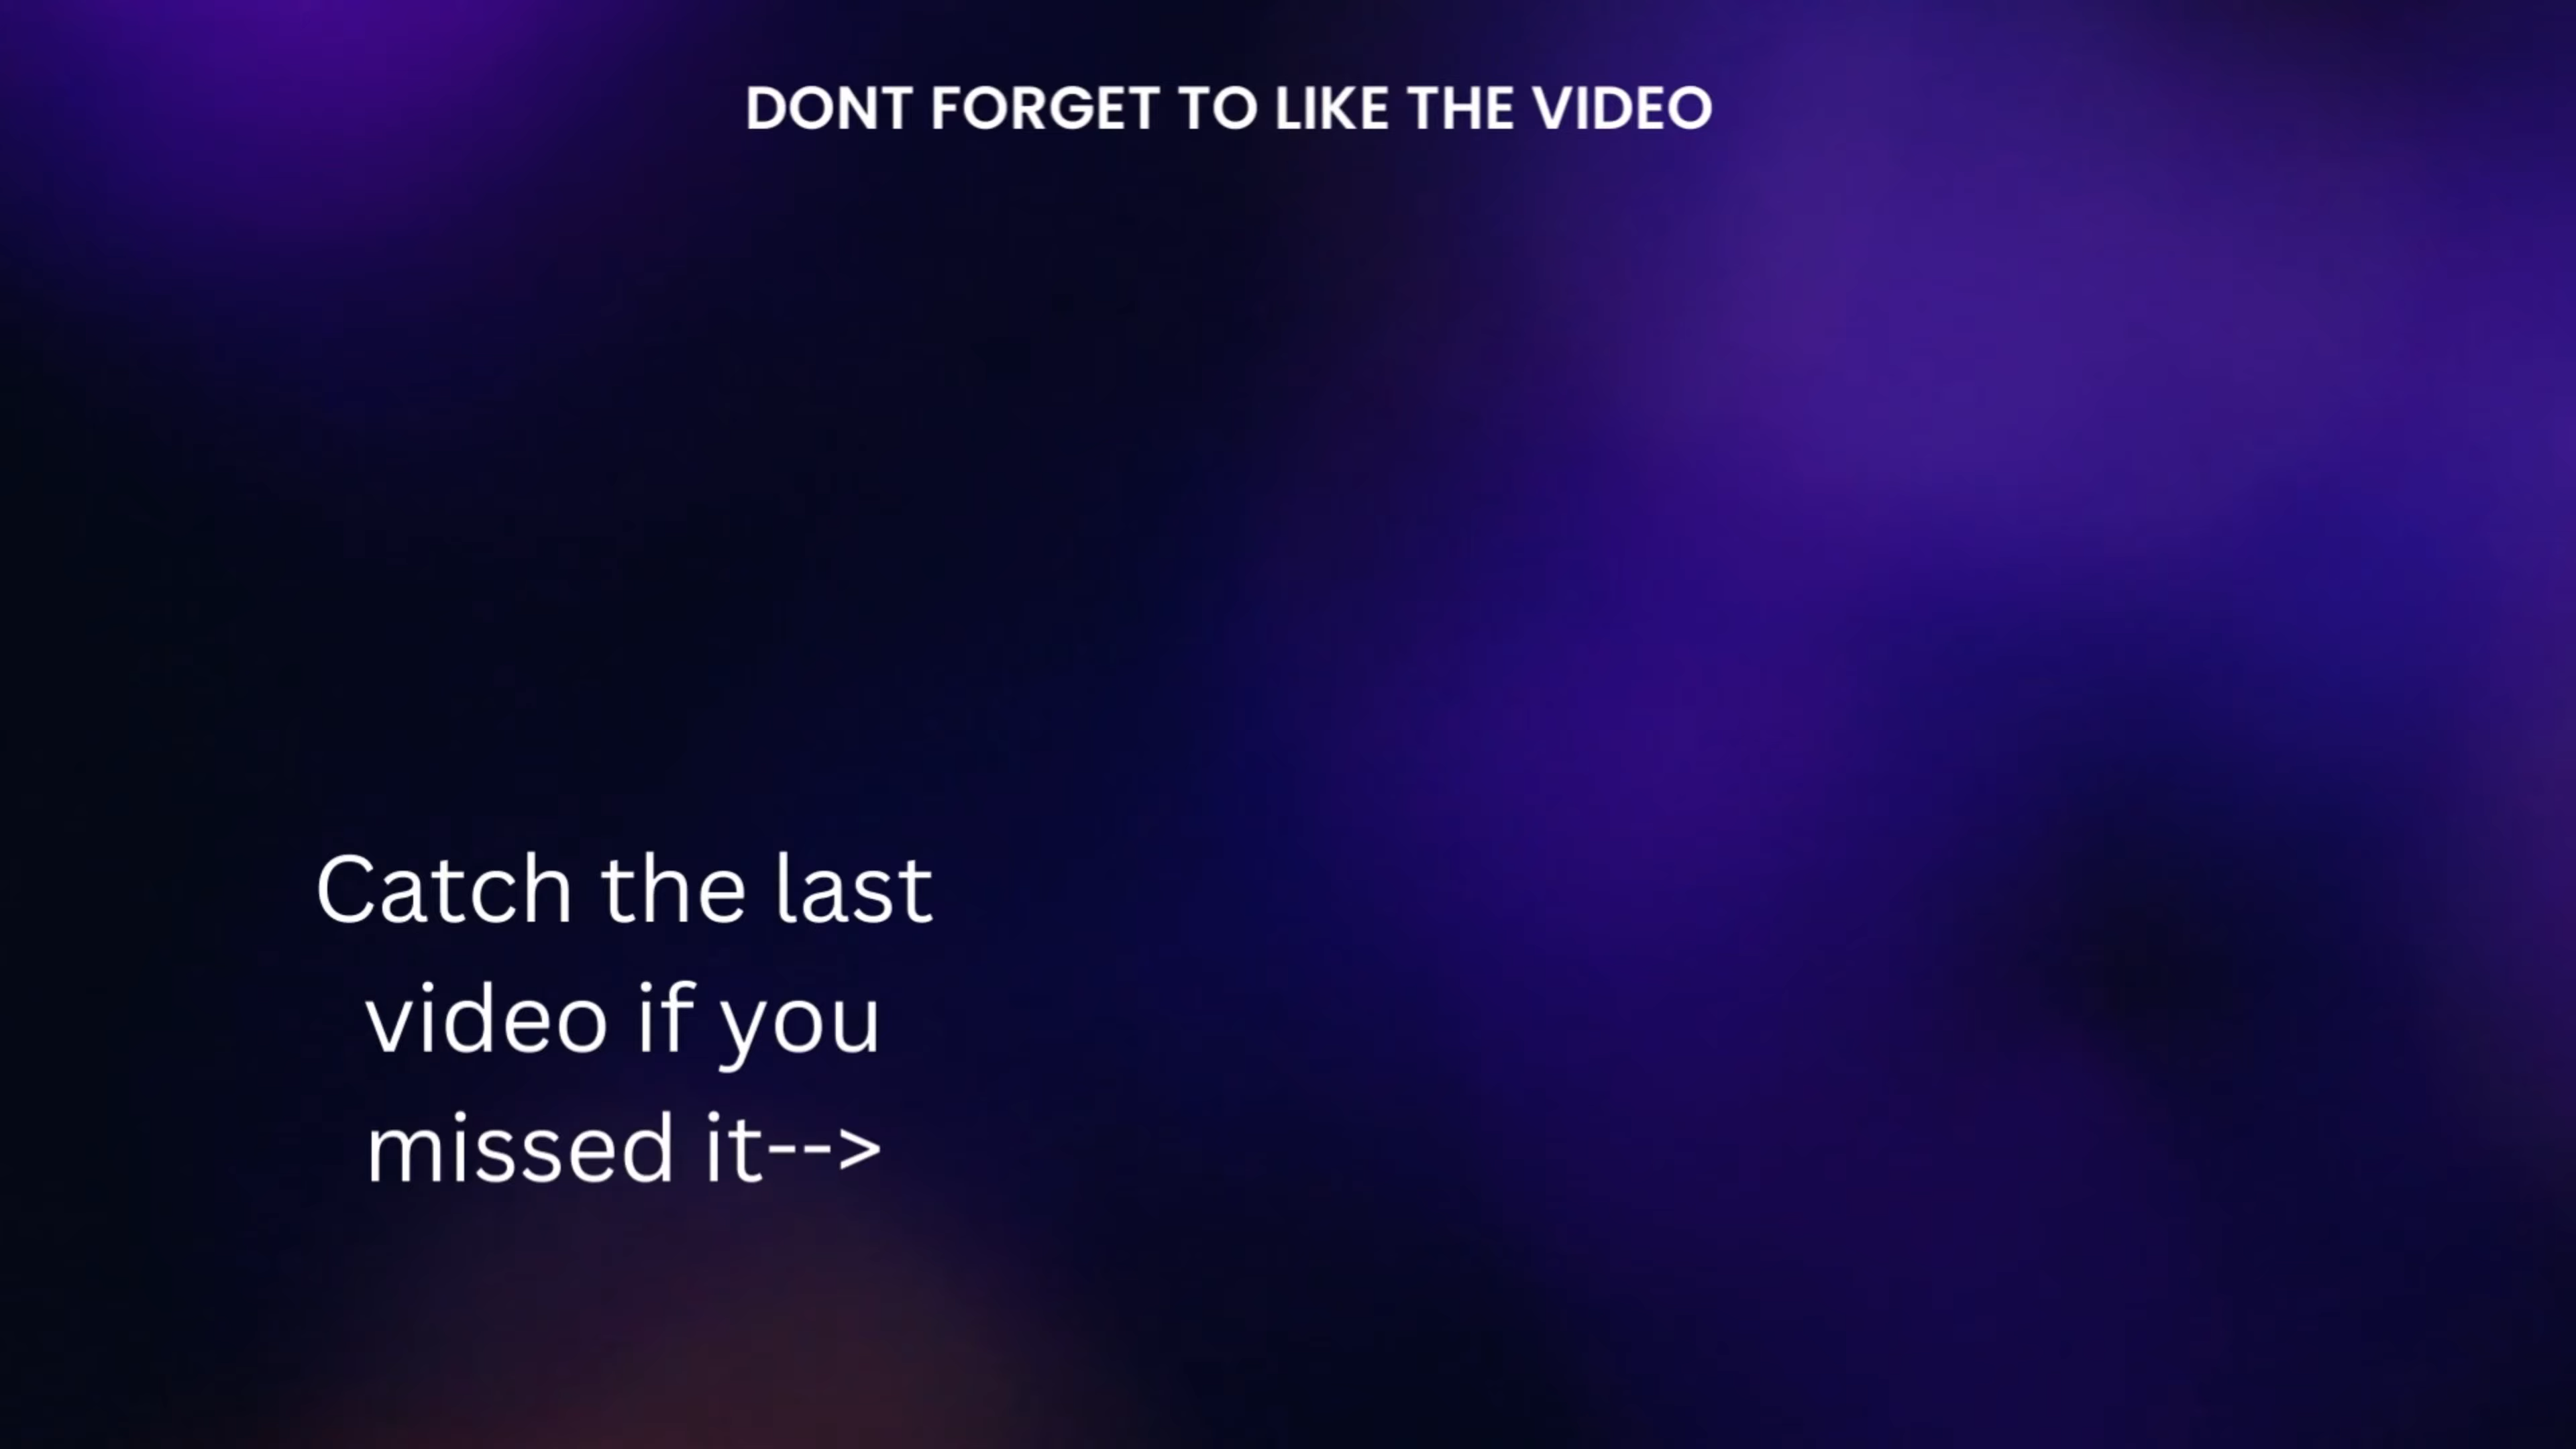 DONT FORGET TO LIKE THE VIDEO
Catch the last
video if you
missed it-->